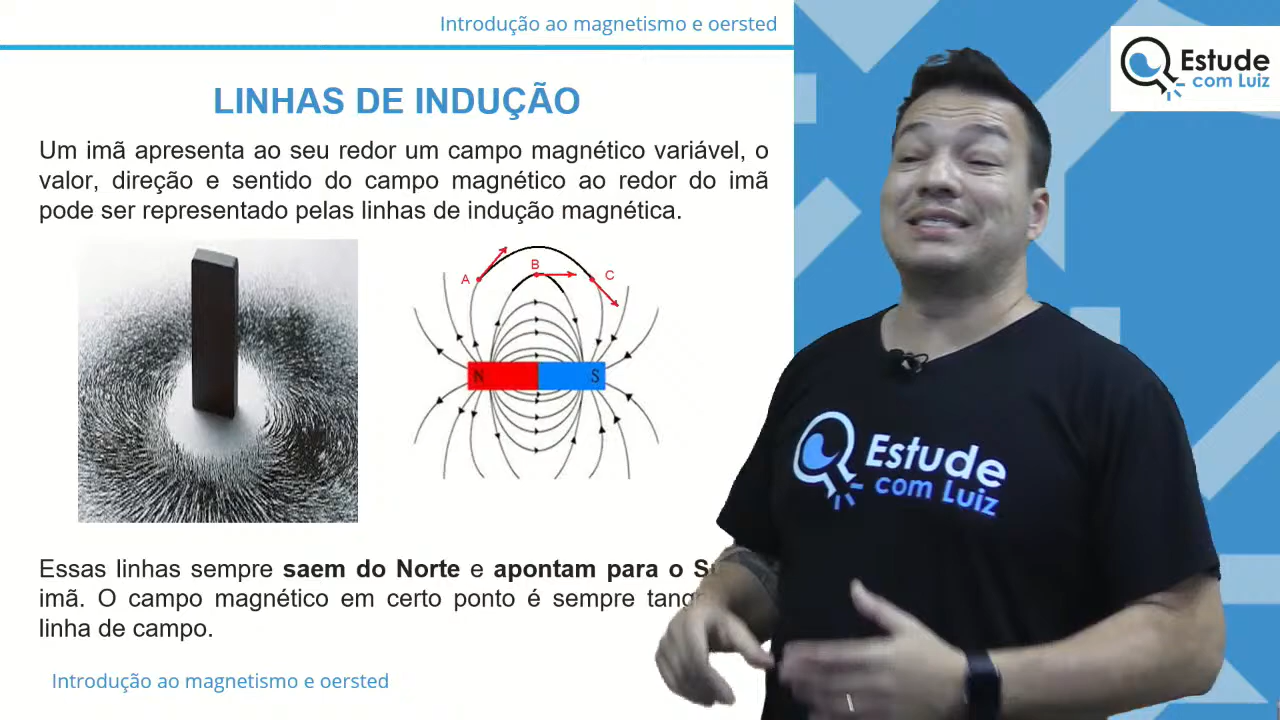 Introdução ao magnetismo e oersted
Estude
com Luiz
LINHAS DE INDUÇÃO
Um imã apresenta ao seu redor um campo magnético variável, o
valor, direção e sentido do campo magnético ao redor do imã
pode ser representado pelas linhas de indução magnética.
A
B
C
N
S
Estude
com Luiz
Essas linhas sempre saem do Norte e apontam para o
imã. O campo magnético em certo ponto é sempre
linha de campo.
Introdução ao magnetismo e oersted